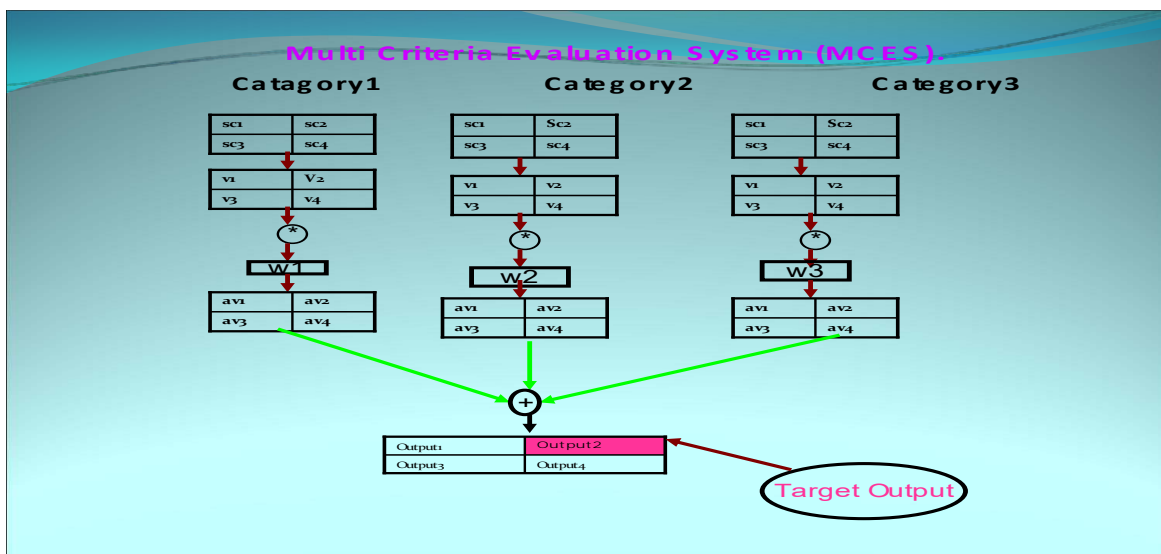 Multi Criteria Evaluation System (MCES).
Catagory1 Category2 Category3
sc1 sc2 sc1 Sc2 sc1 Sc2
sc3 sc4 sc3 sc4 sc3 sc4
v1 V2 v1 v2 v1 v2
v3 v4 v3 v4 v3 v4
* * *
w1 w2 w3
av1 av2 av1 av2 av1 av2
av3 av4 av3 av4 av3 av4
+
Output1 Output2
Output3 Output4
Target Output